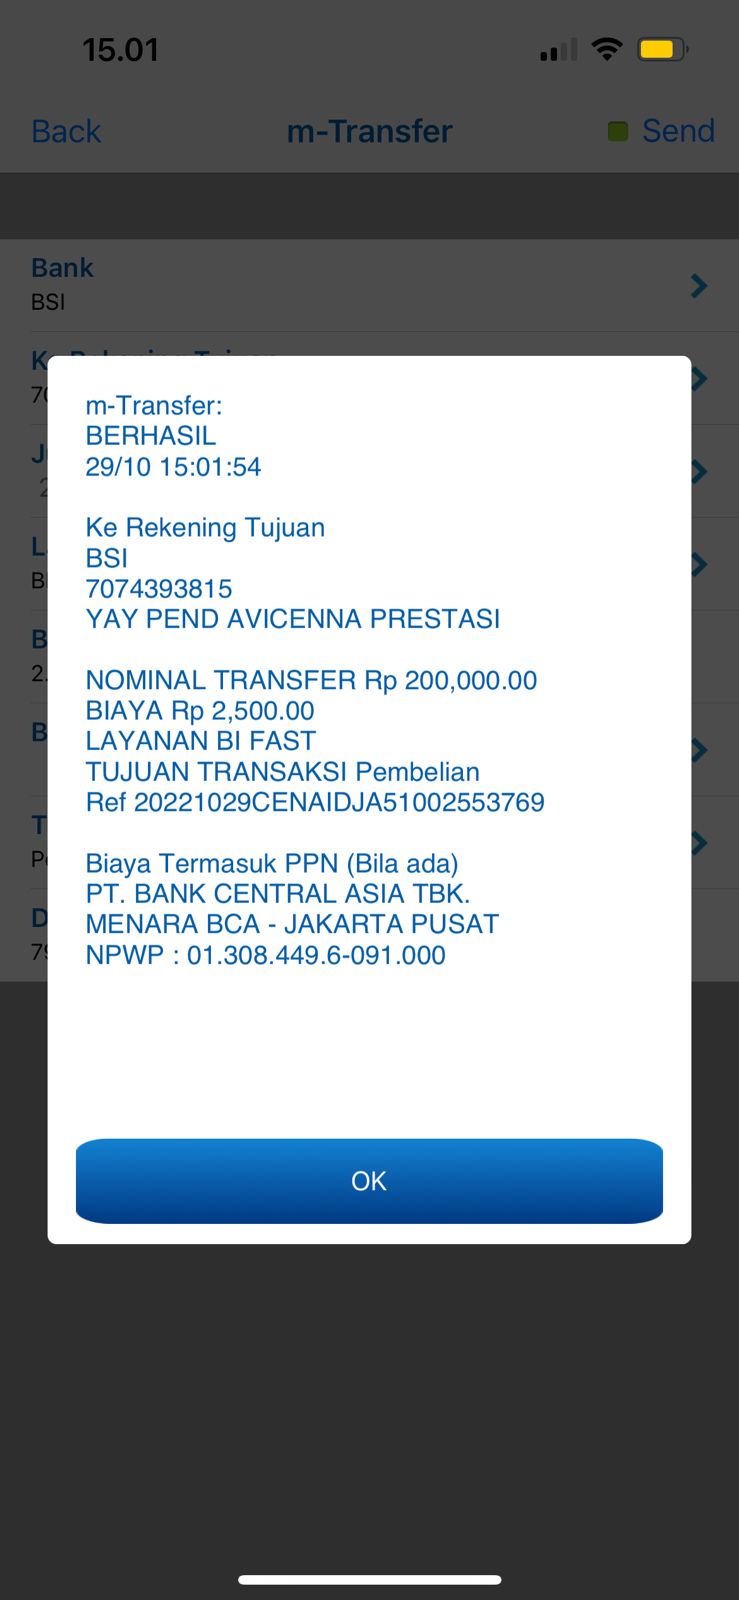 15.01
Back m-Transfer Send
Bank
BSI
m-Transfer:
BERHASIL
29/10 15:01:54
Ke Rekening Tujuan
BSI
7074393815
YAY PEND AVICENNA PRESTASI
NOMINAL TRANSFER Rp 200,000.00
BIAYA Rp 2,500.00
LAYANAN BI FAST
TUJUAN TRANSAKSI Pembelian
Ref 20221029CENAIDJA51002553769
Biaya Termasuk PPN (Bila ada)
PT. BANK CENTRAL ASIA TBK.
MENARA BCA - JAKARTA PUSAT
NPWP : 01.308.449.6-091.000
OK